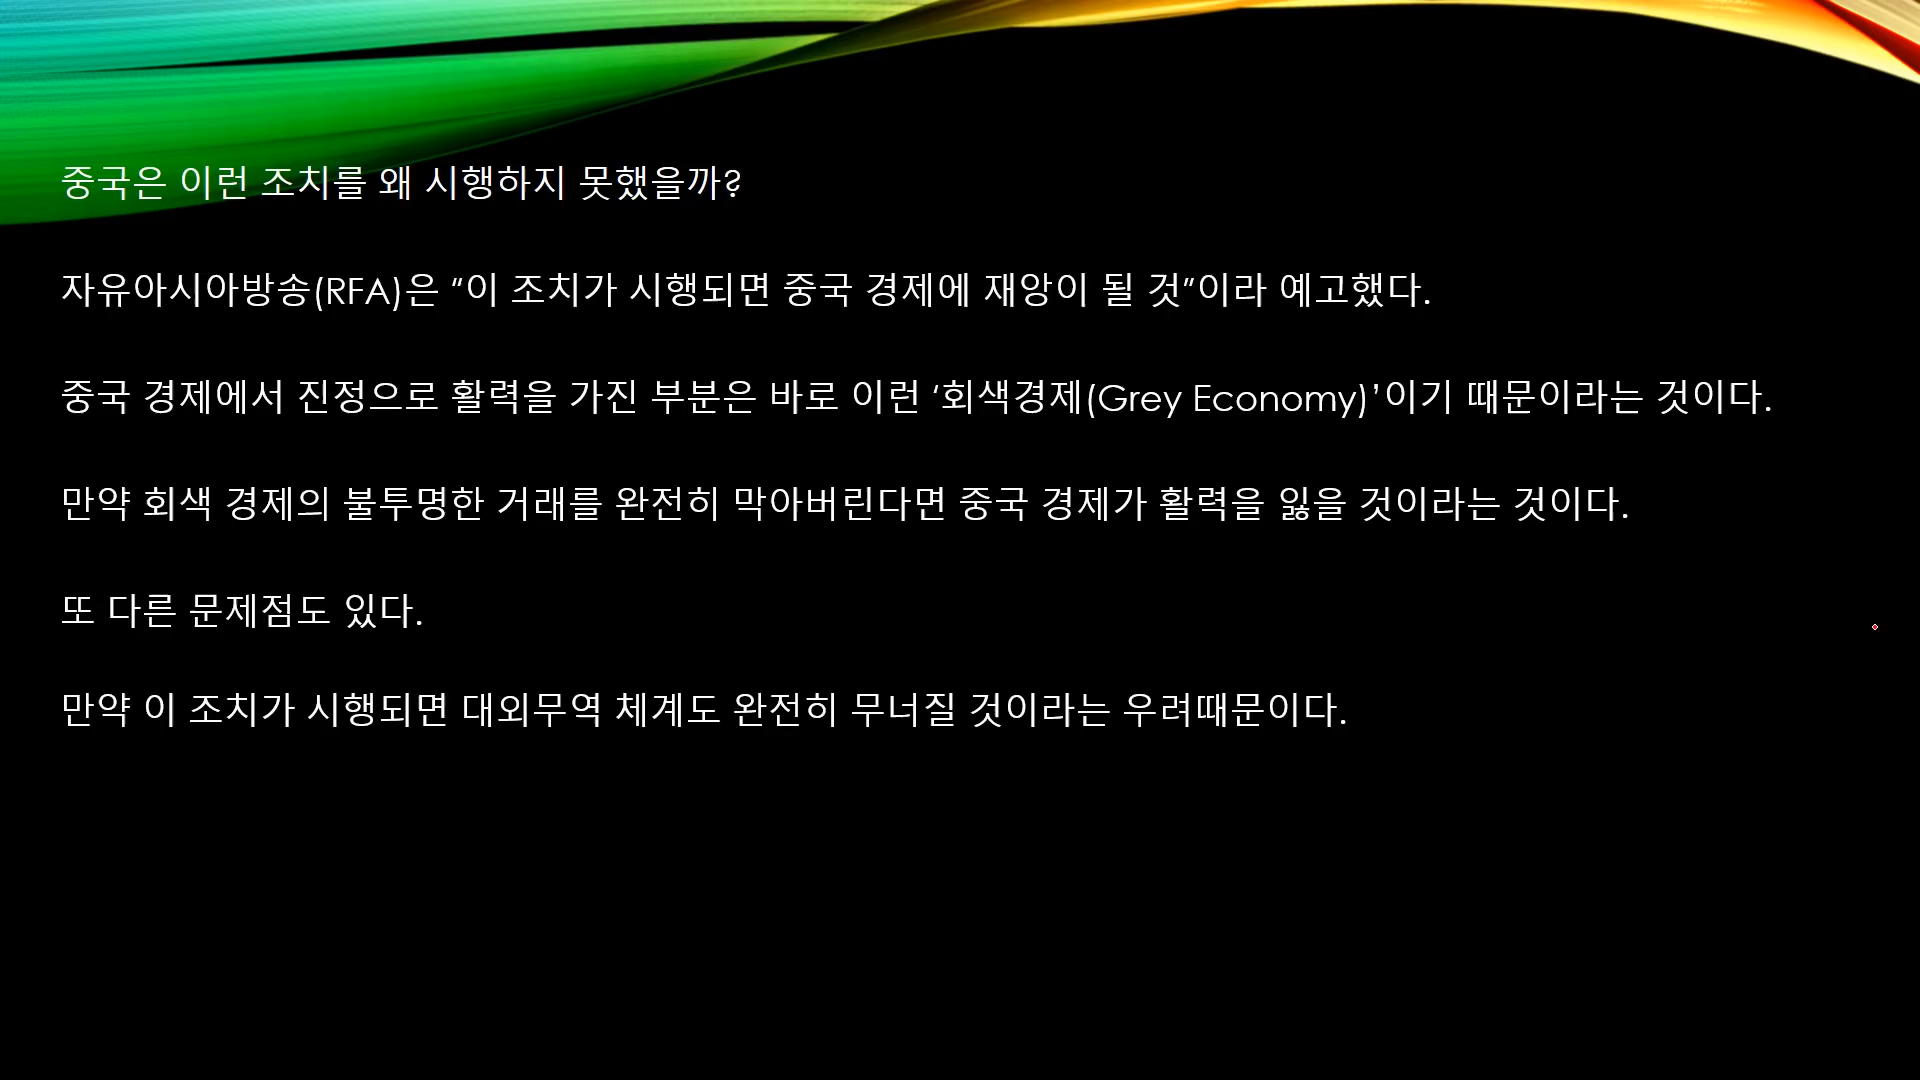 중국은 이런 조치를 왜 시행하지 못했을까?
자유아시아방송(RFA)은 “이 조치가 시행되면 중국 경제에 재앙이 될 것”이라 예고했다.
중국 경제에서 진정으로 활력을 가진 부분은 바로 이런 ‘회색경제(Grey Economy)’이기 때문이라는 것이다.
만약 회색 경제의 불투명한 거래를 완전히 막아버린다면 중국 경제가 활력을 잃을 것이라는 것이다.
또 다른 문제점도 있다.
만약 이 조치가 시행되면 대외무역 체계도 완전히 무너질 것이라는 우려때문이다.